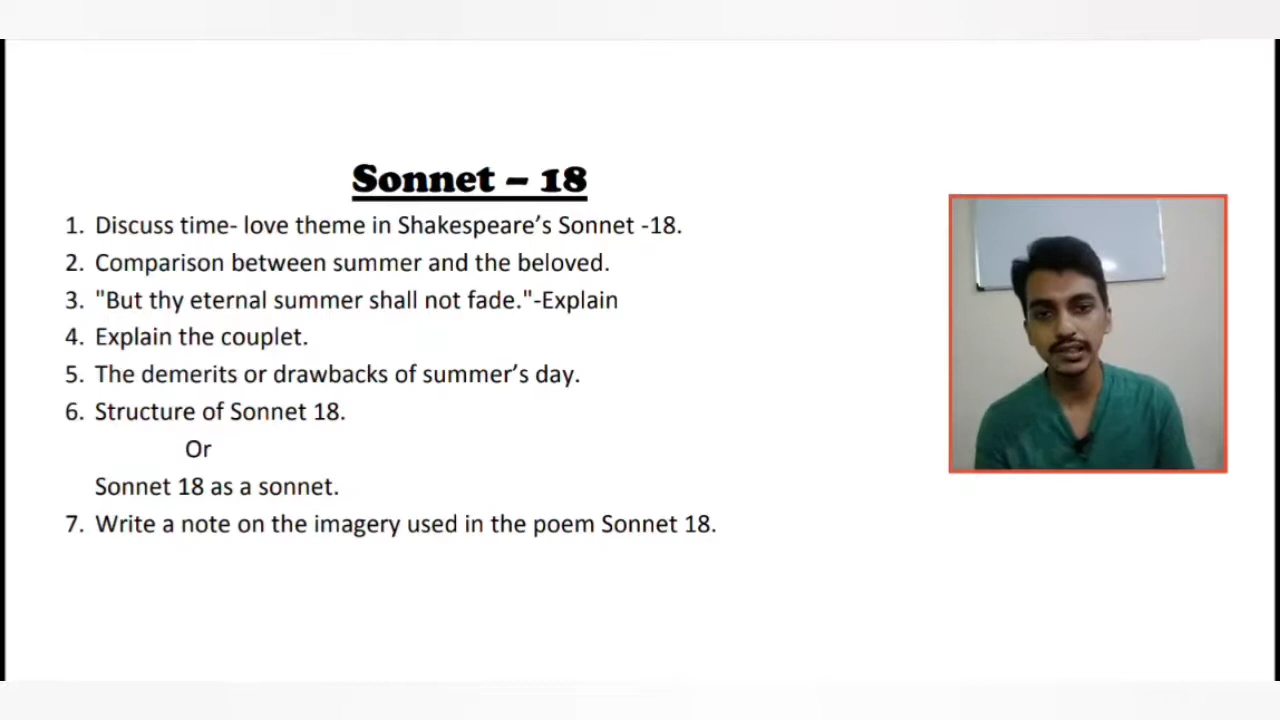 Sonnet – 18
1. Discuss time- love theme in Shakespeare’s Sonnet -18.
2. Comparison between summer and the beloved.
3. "But thy eternal summer shall not fade."-Explain
4. Explain the couplet.
5. The demerits or drawbacks of summer’s day.
6. Structure of Sonnet 18.
Or
Sonnet 18 as a sonnet.
7. Write a note on the imagery used in the poem Sonnet 18.